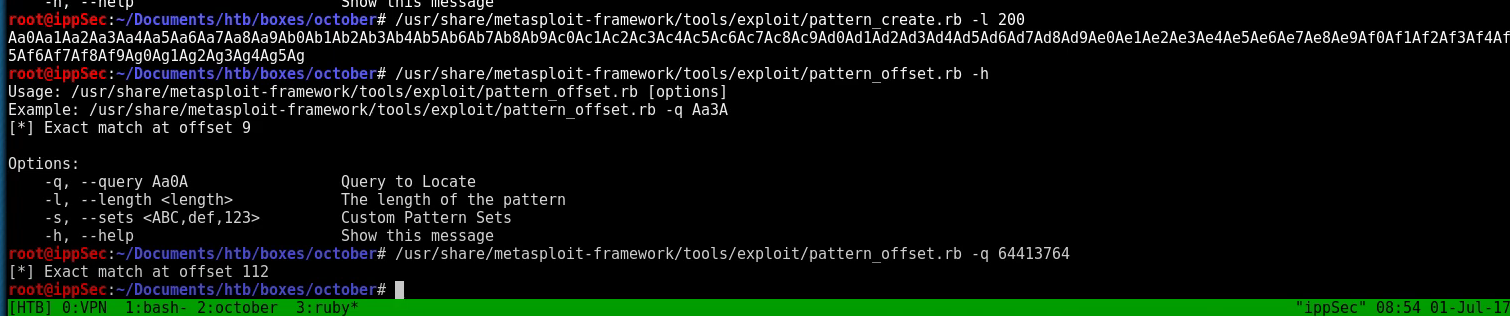 -h, --help                       Show this message
root@ippSec:~/Documents/htb/boxes/october# /usr/share/metasploit-framework/tools/exploit/pattern_create.rb -l 200
Aa0Aa1Aa2Aa3Aa4Aa5Aa6Aa7Aa8Aa9Ab0Ab1Ab2Ab3Ab4Ab5Ab6Ab7Ab8Ab9Ac0Ac1Ac2Ac3Ac4Ac5Ac6Ac7Ac8Ac9Ad0Ad1Ad2Ad3Ad4Ad5Ad6Ad7Ad8Ad9Ae0Ae1Ae2Ae3Ae4Ae5Ae6Ae7Ae8Ae9Af0Af1Af2Af3Af4Af
5Af6Af7Af8Af9Ag0Ag1Ag2Ag3Ag4Ag5Ag
root@ippSec:~/Documents/htb/boxes/october# /usr/share/metasploit-framework/tools/exploit/pattern_offset.rb -h
Usage: /usr/share/metasploit-framework/tools/exploit/pattern_offset.rb [options]
Example: /usr/share/metasploit-framework/tools/exploit/pattern_offset.rb -q Aa3A
[*] Exact match at offset 9
Options:
-q, --query Aa0A                 Query to Locate
-l, --length <length>            The length of the pattern
-s, --sets <ABC,def,123>         Custom Pattern Sets
-h, --help                       Show this message
root@ippSec:~/Documents/htb/boxes/october# /usr/share/metasploit-framework/tools/exploit/pattern_offset.rb -q 64413764
[*] Exact match at offset 112
root@ippSec:~/Documents/htb/boxes/october#
[HTB] 0:VPN  1:bash- 2:october  3:ruby* "ippSec" 08:54 01-Jul-17